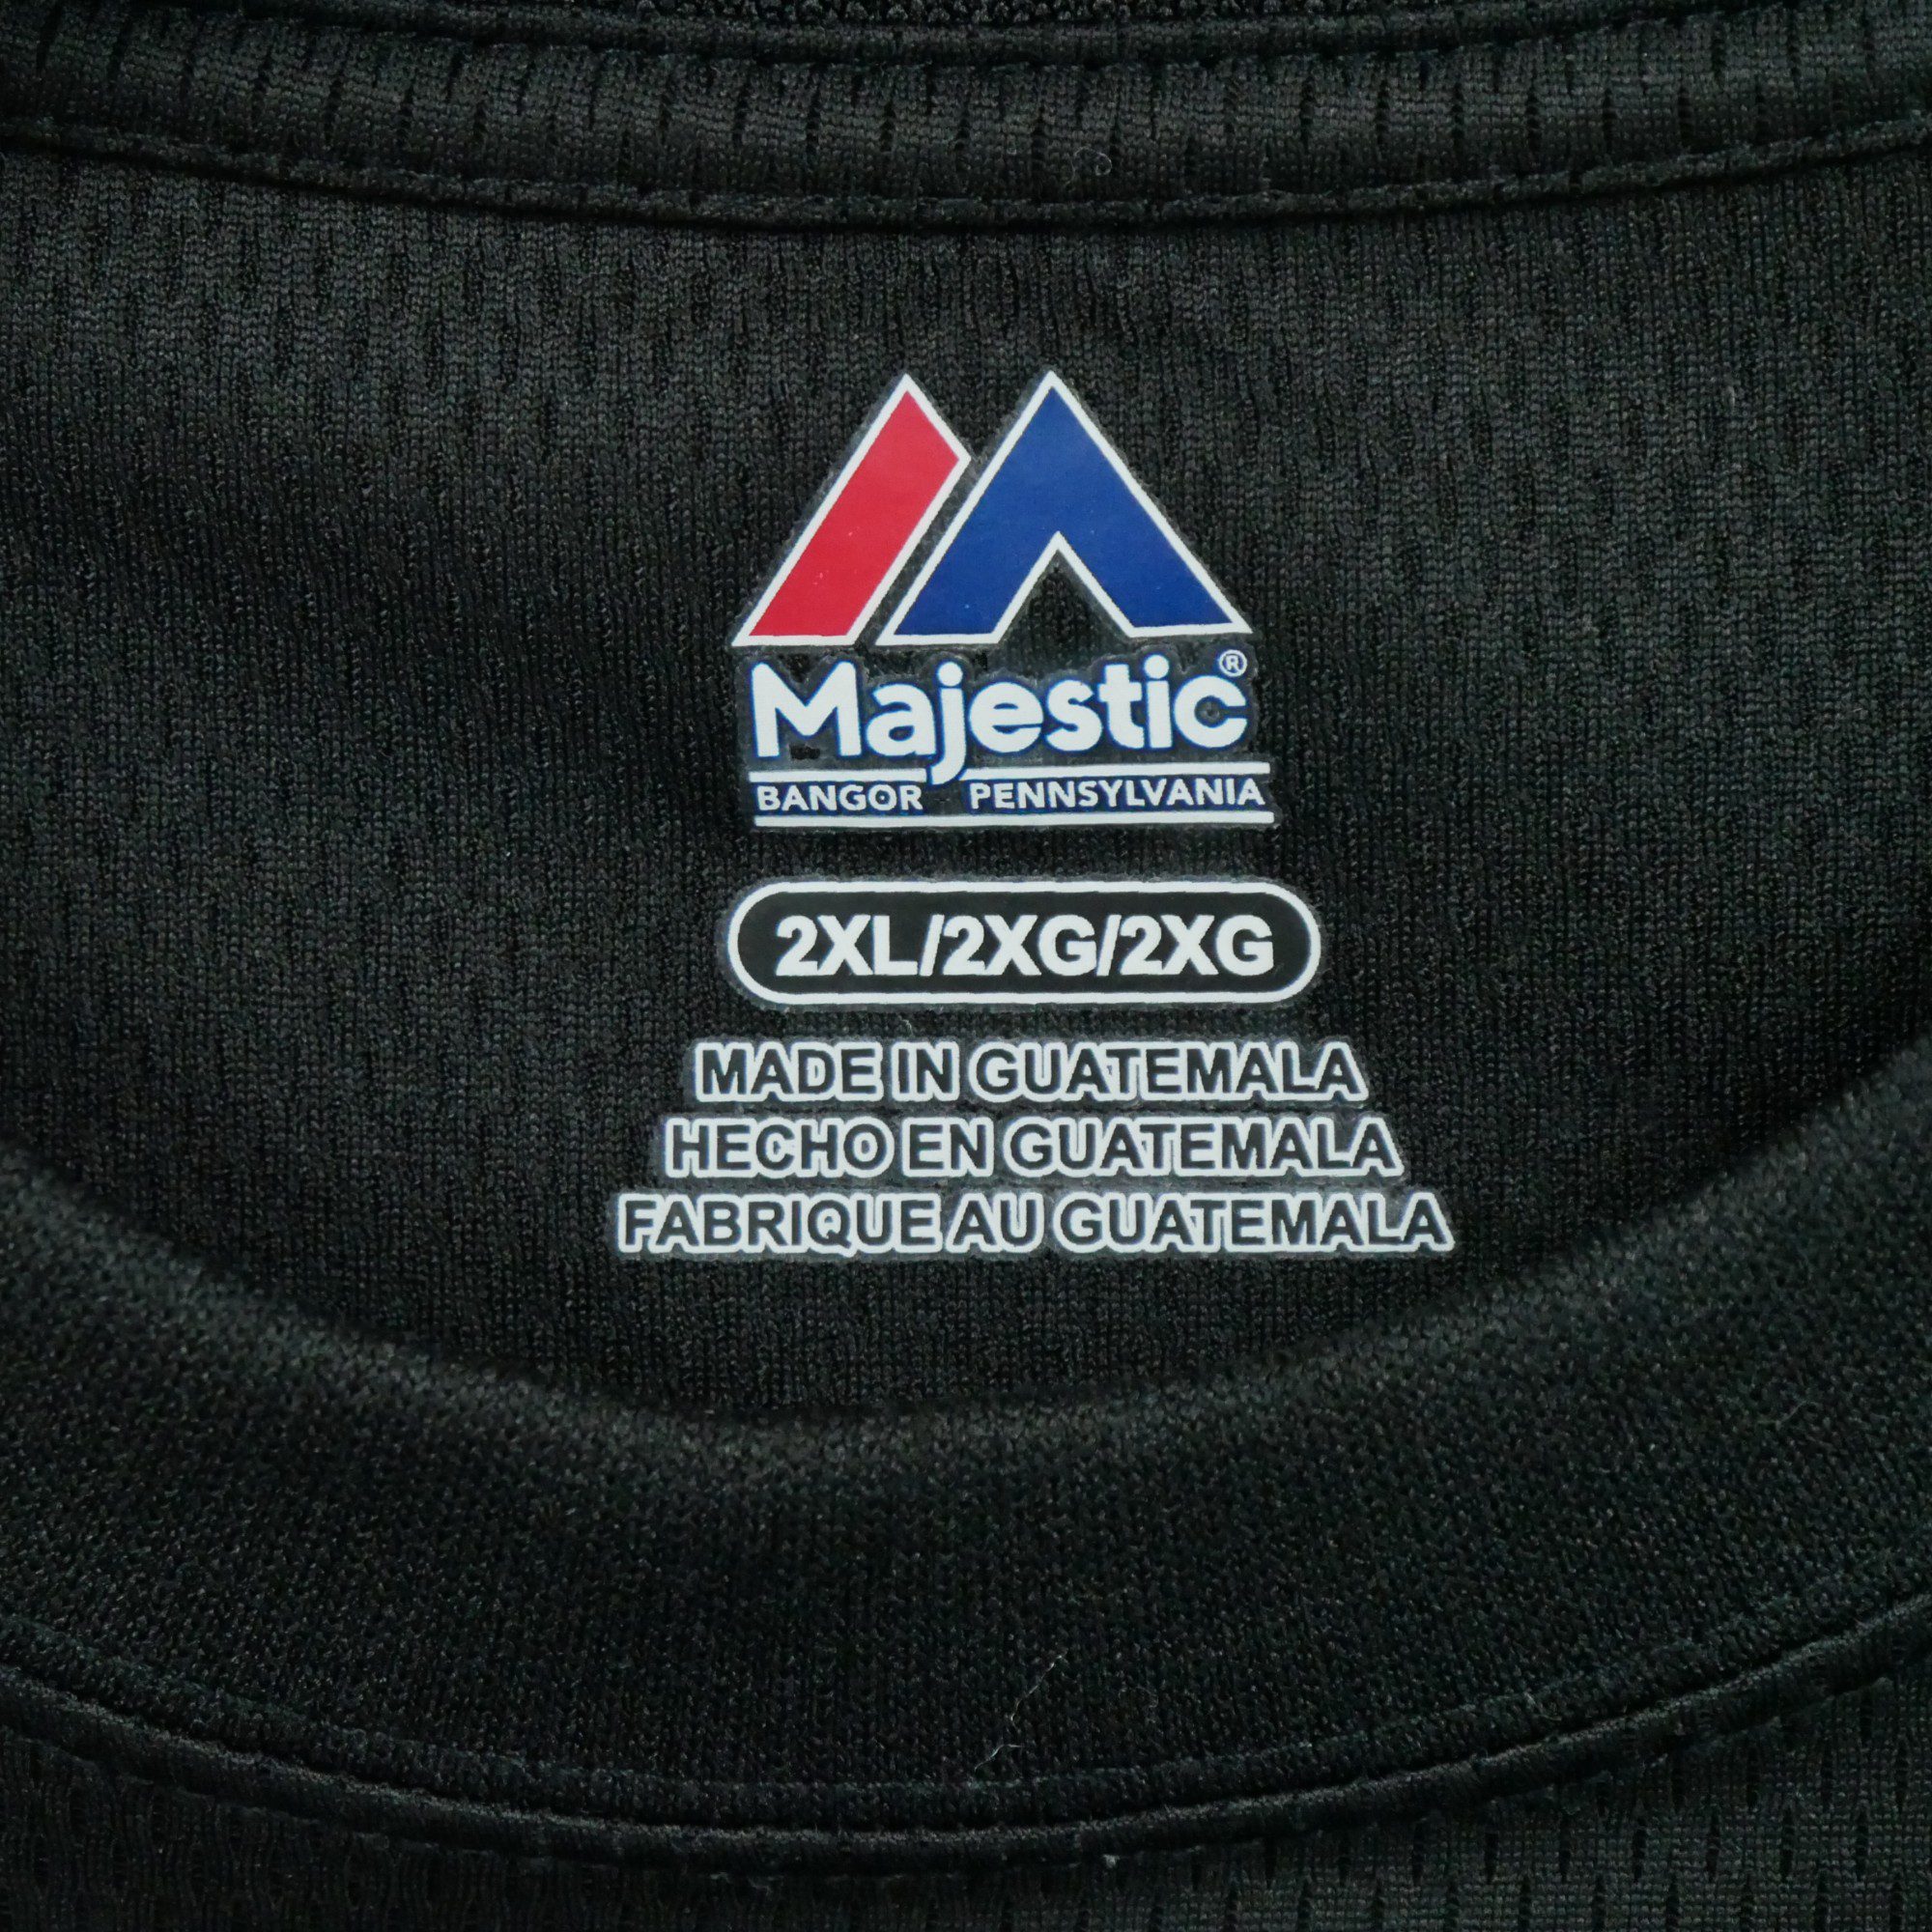 Majestic®
BANGOR PENNSYLVANIA
2XL/2XG/2XG
MADE IN GUATEMALA
HECHO EN GUATEMALA
FABRIQUE AU GUATEMALA